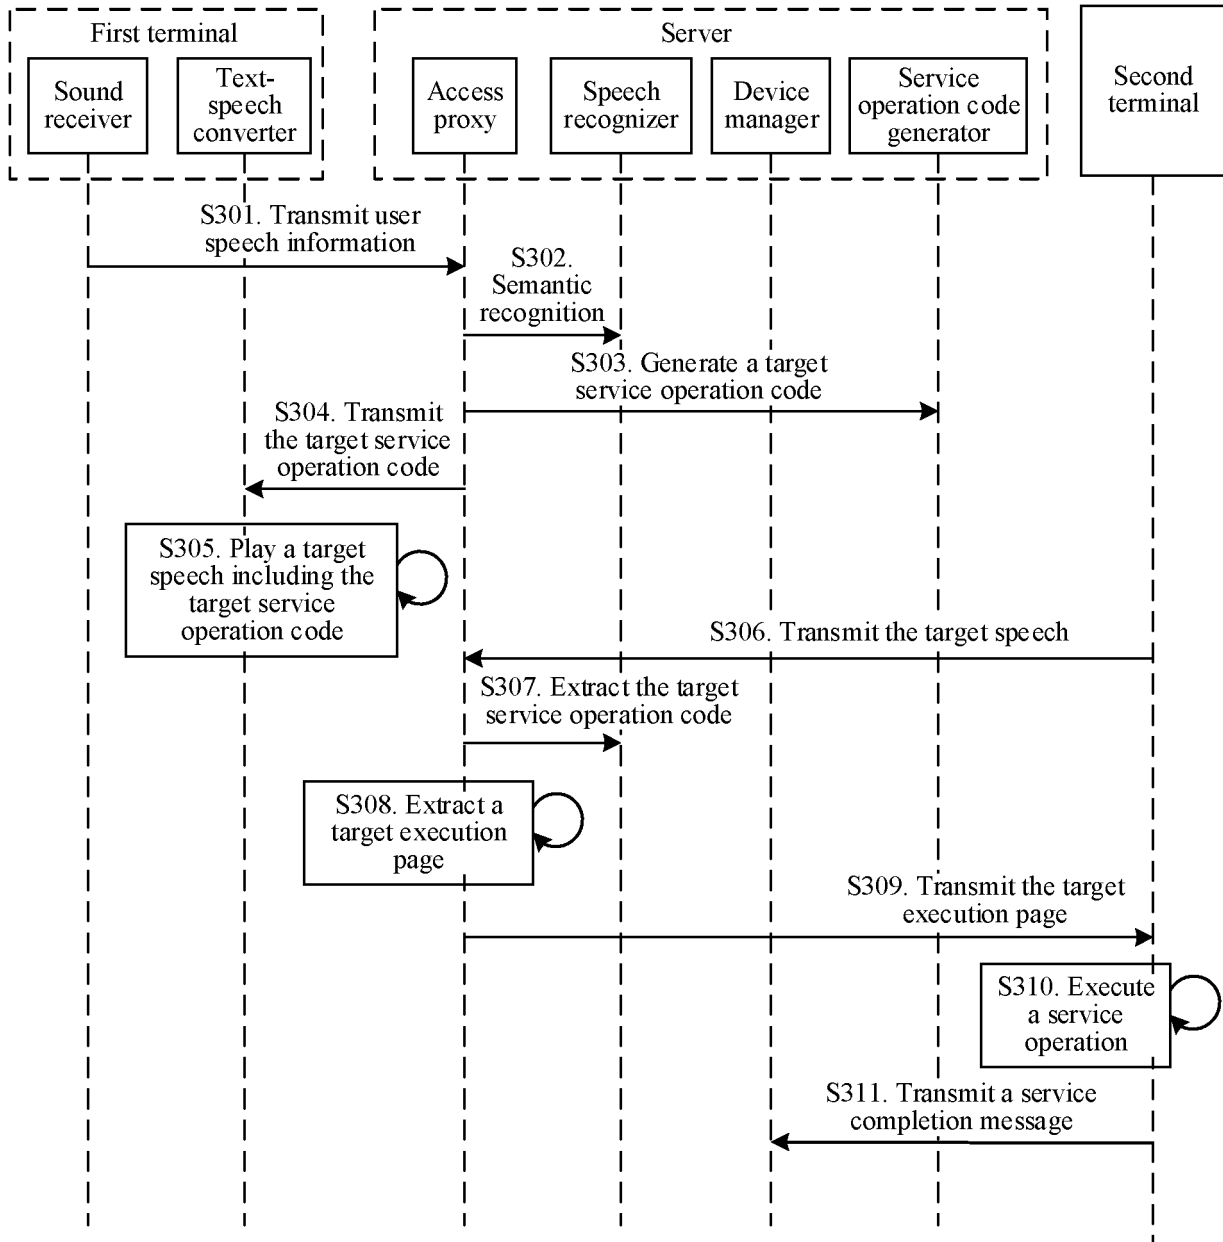 First terminal
Server
Sound
receiver
Text-
speech
converter
Access
proxy
Speech
recognizer
Device
manager
Service
operation code
generator
Second
terminal
S301. Transmit user
speech information
S302.
Semantic
recognition
S303. Generate a target
service operation code
S304. Transmit
the target service
operation code
S305. Play a target
speech including the
target service
operation code
S306. Transmit the target speech
S307. Extract the target
service operation code
S308. Extract a
target execution
page
S309. Transmit the target
execution page
S310. Execute
a service
operation
S311. Transmit a service
completion message